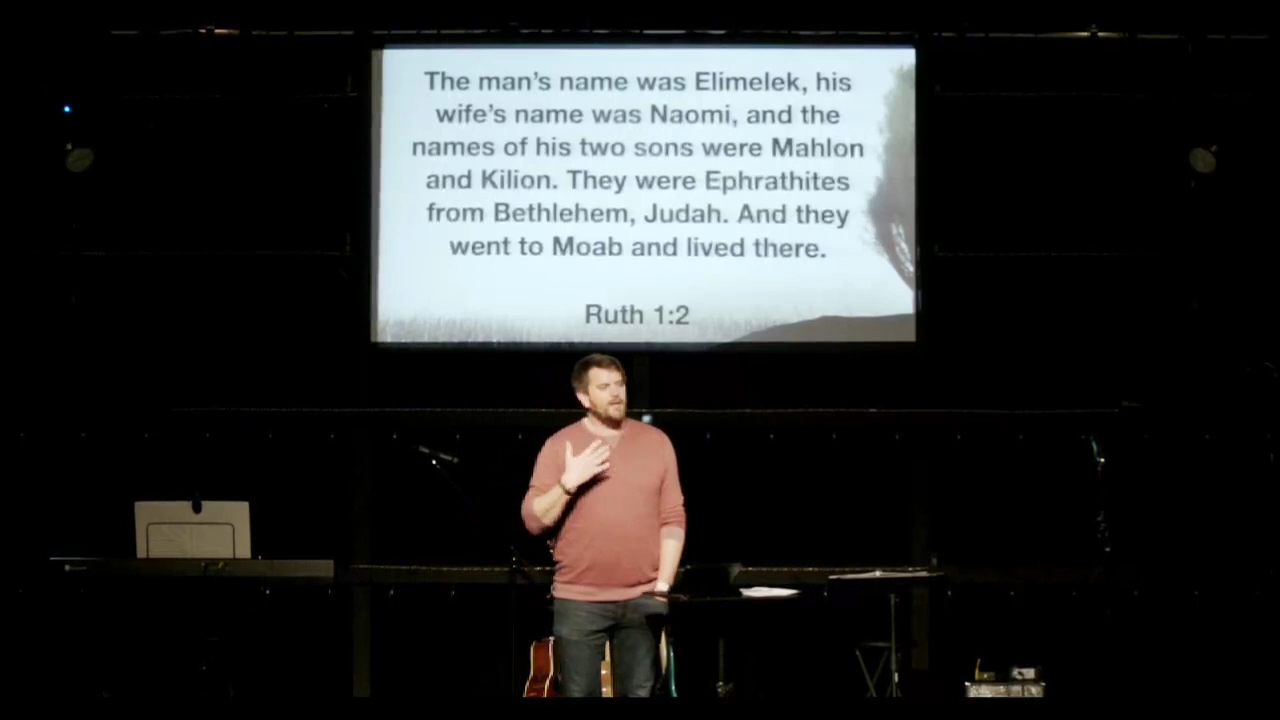 The man's name was Elimelek, his
wife's name was Naomi, and the
names of his two sons were Mahlon
and Kilion. They were Ephrathites
from Bethlehem, Judah. And they
went to Moab and lived there.
Ruth 1:2